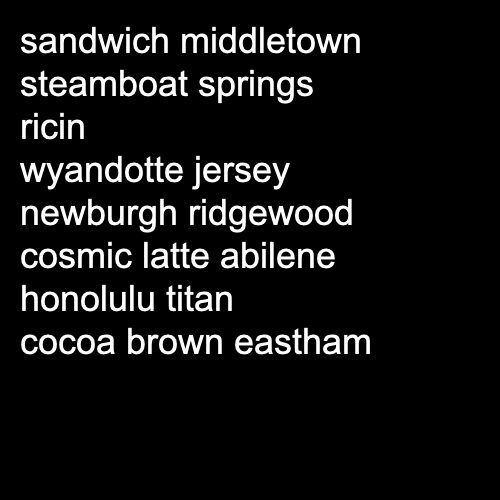 sandwich middletown
steamboat springs
ricin
wyandotte jersey
newburgh ridgewood
cosmic latte abilene
honolulu titan
cocoa brown eastham